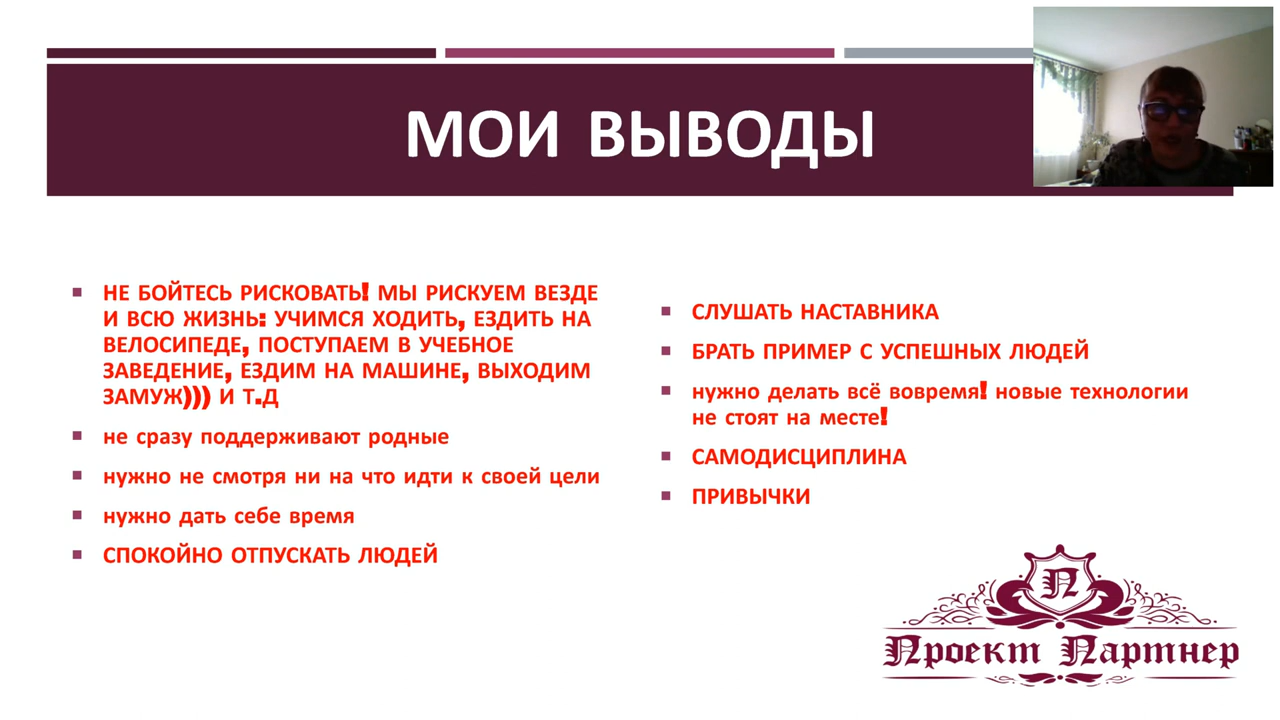 МОИ ВЫВОДЫ
НЕ БОЙТЕСЬ РИСКОВАТЬ! МЫ РИСКУЕМ ВЕЗДЕ
И ВСЮ ЖИЗНЬ: УЧИМСЯ ХОДИТЬ, ЕЗДИТЬ НА
ВЕЛОСИПЕДЕ, ПОСТУПАЕМ В УЧЕБНОЕ
ЗАВЕДЕНИЕ, ЕЗДИМ НА МАШИНЕ, ВЫХОДИМ
ЗАМУЖ))) И Т.Д
не сразу поддерживают родные
нужно не смотря ни на что идти к своей цели
нужно дать себе время
СПОКОЙНО ОТПУСКАТЬ ЛЮДЕЙ
СЛУШАТЬ НАСТАВНИКА
БРАТЬ ПРИМЕР С УСПЕШНЫХ ЛЮДЕЙ
нужно делать всё вовремя! новые технологии
не стоят на месте!
САМОДИСЦИПЛИНА
ПРИВЫЧКИ
П
Проект Партнер